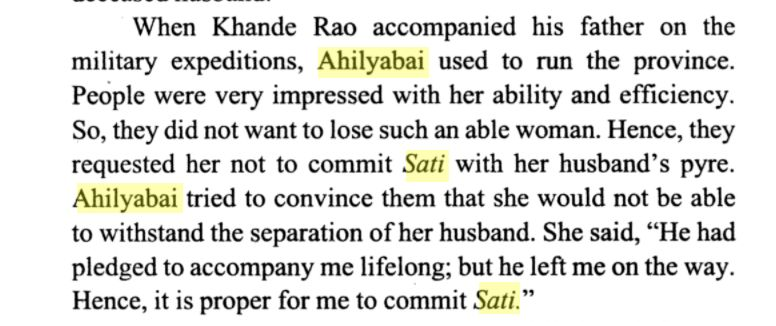 When Khande Rao accompanied his father on the
military expeditions, Ahilyabai used to run the province.
People were very impressed with her ability and efficiency.
So, they did not want to lose such an able woman. Hence, they
requested her not to commit Sati with her husband's pyre.
Ahilyabai tried to convince them that she would not be able
to withstand the separation of her husband. She said, “He had
pledged to accompany me lifelong; but he left me on the way.
Hence, it is proper for me to commit Sati.”